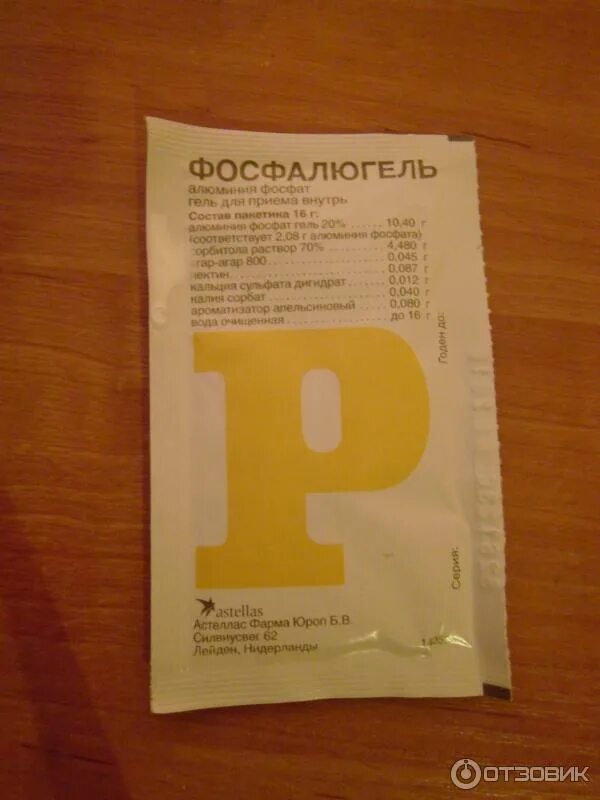 ФОСФАЛЮГЕЛЬ
алюминия фосфат
гель для приема внутрь
Состав пакетика 16 г:
алюминия фосфат гель 20% ........ 10,40 г
(соответствует 2,08 г алюминия фосфата)
сорбитола раствор 70% ........ 4,480 г
агар-агар 800 ........ 0,045 г
пектин ........ 0,087 г
кальция сульфата дигидрат ........ 0,012 г
калия сорбат ........ 0,040 г
ароматизатор апельсиновый ........ 0,080 г
вода очищенная ........ до 16 г
Годен до:
P
Серия:
astellas
Астеллас Фарма Юроп Б.В.
Силвиусвег 62
Лейден, Нидерланды
ОТЗОВИК